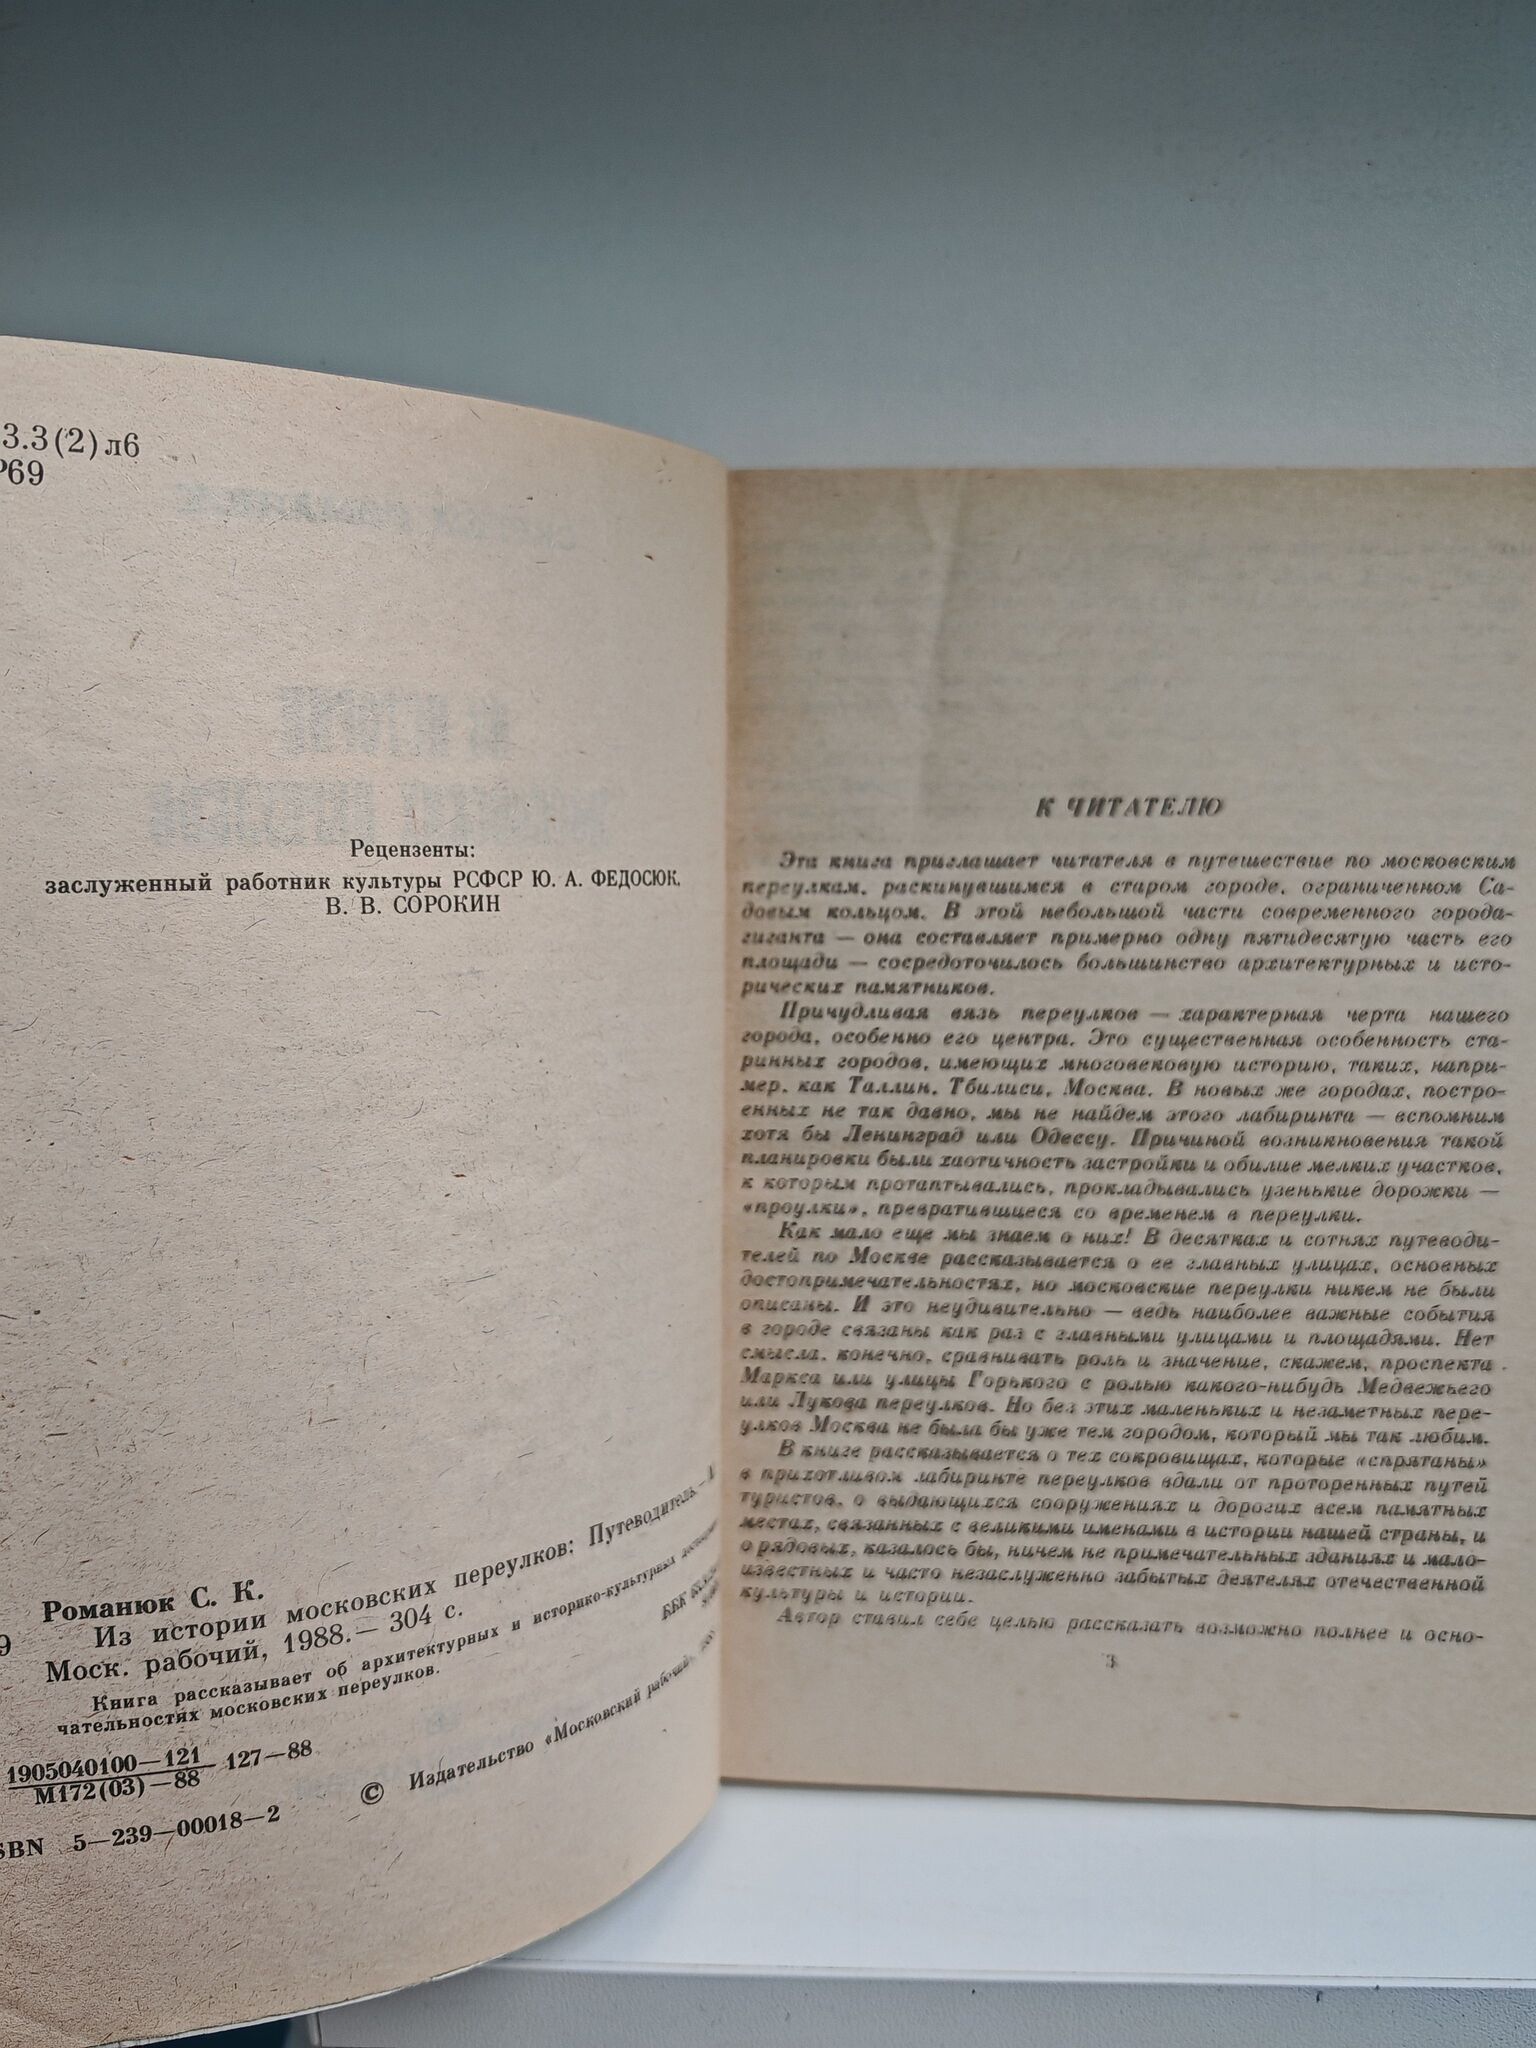 3.3(2)л6
Р69
Рецензенты:
заслуженный работник культуры РСФСР Ю. А. ФЕДОСЮК,
В. В. СОРОКИН
Романюк С. К.
9 Из истории московских переулков: Путеводитель.—
Моск. рабочий, 1988.— 304 с.
Книга рассказывает об архитектурных и историко-культурных
чательностях московских переулков.
ББК
1905040100—121
М172(03)—88
127—88
© Издательство «Московский рабочий»,
SBN 5—239—00018—2
К ЧИТАТЕЛЮ
Эта книга приглашает читателя в путешествие по московским
переулкам, раскинувшимся в старом городе, ограниченном Са-
довым кольцом. В этой небольшой части современного города-
гиганта — она составляет примерно одну пятидесятую часть его
площади — сосредоточилось большинство архитектурных и исто-
рических памятников.
Причудливая вязь переулков — характерная черта нашего
города, особенно его центра. Это существенная особенность ста-
ринных городов, имеющих многовековую историю, таких, напри-
мер, как Таллин, Тбилиси, Москва. В новых же городах, постро-
енных не так давно, мы не найдем этого лабиринта — вспомним
хотя бы Ленинград или Одессу. Причиной возникновения такой
планировки были хаотичность застройки и обилие мелких участков,
к которым протаптывались, прокладывались узенькие дорожки —
«проулки», превратившиеся со временем в переулки.
Как мало еще мы знаем о них! В десятках и сотнях путеводи-
телей по Москве рассказывается о ее главных улицах, основных
достопримечательностях, но московские переулки никем не были
описаны. И это неудивительно — ведь наиболее важные события
в городе связаны как раз с главными улицами и площадями. Нет
смысла, конечно, сравнивать роль и значение, скажем, проспекта
Маркса или улицы Горького с ролью какого-нибудь Медвежьего
или Лукова переулков. Но без этих маленьких и незаметных пере-
улков Москва не была бы уже тем городом, который мы так любим.
В книге рассказывается о тех сокровищах, которые «спрятаны»
в прихотливом лабиринте переулков вдали от проторенных путей
туристов, о выдающихся сооружениях и дорогих всем памятных
местах, связанных с великими именами в истории нашей страны, и
о рядовых, казалось бы, ничем не примечательных зданиях и мало-
известных и часто незаслуженно забытых деятелях отечественной
культуры и истории.
Автор ставил себе целью рассказать возможно полнее и осно-
3